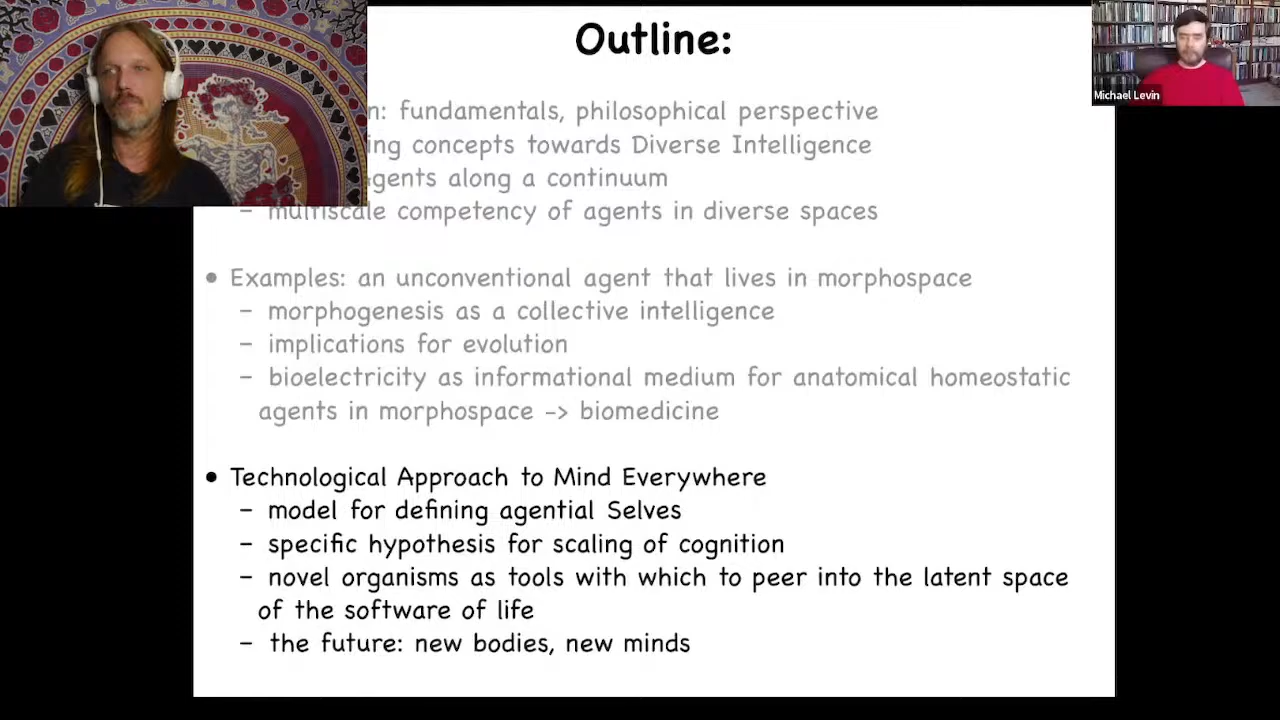 Outline:
Michael Levin
n: fundamentals, philosophical perspective
ing concepts towards Diverse Intelligence
gents along a continuum
– multiscale competency of agents in diverse spaces
• Examples: an unconventional agent that lives in morphospace
– morphogenesis as a collective intelligence
– implications for evolution
– bioelectricity as informational medium for anatomical homeostatic
agents in morphospace -> biomedicine
• Technological Approach to Mind Everywhere
– model for defining agential Selves
– specific hypothesis for scaling of cognition
– novel organisms as tools with which to peer into the latent space
of the software of life
– the future: new bodies, new minds